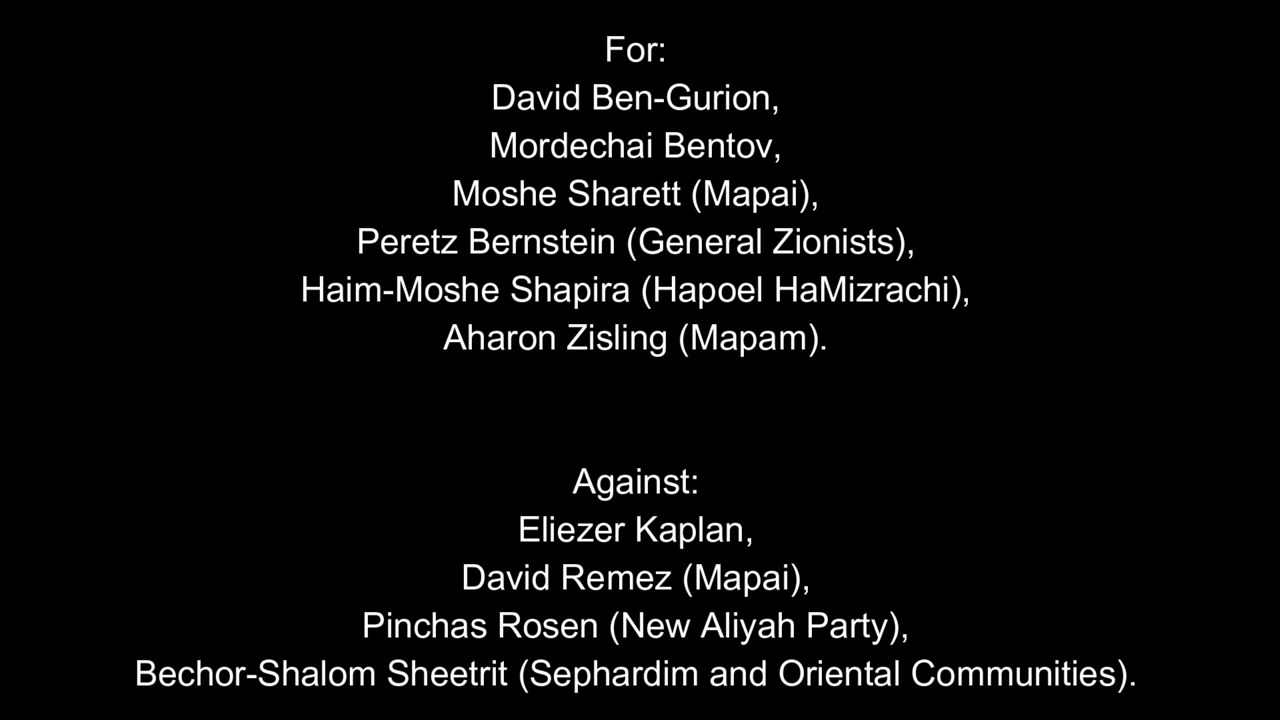 For:
David Ben-Gurion,
Mordechai Bentov,
Moshe Sharett (Mapai),
Peretz Bernstein (General Zionists),
Haim-Moshe Shapira (Hapoel HaMizrachi),
Aharon Zisling (Mapam).
Against:
Eliezer Kaplan,
David Remez (Mapai),
Pinchas Rosen (New Aliyah Party),
Bechor-Shalom Sheetrit (Sephardim and Oriental Communities).